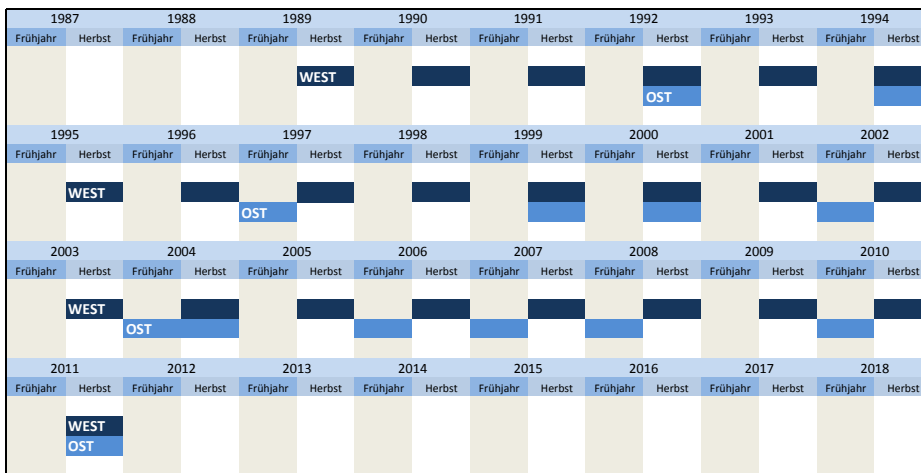 1987 1988 1989 1990 1991 1992 1993 1994
Frühjahr Herbst Frühjahr Herbst Frühjahr Herbst Frühjahr Herbst Frühjahr Herbst Frühjahr Herbst Frühjahr Herbst Frühjahr Herbst
WEST
OST
1995 1996 1997 1998 1999 2000 2001 2002
Frühjahr Herbst Frühjahr Herbst Frühjahr Herbst Frühjahr Herbst Frühjahr Herbst Frühjahr Herbst Frühjahr Herbst Frühjahr Herbst
WEST
OST
2003 2004 2005 2006 2007 2008 2009 2010
Frühjahr Herbst Frühjahr Herbst Frühjahr Herbst Frühjahr Herbst Frühjahr Herbst Frühjahr Herbst Frühjahr Herbst Frühjahr Herbst
WEST
OST
2011 2012 2013 2014 2015 2016 2017 2018
Frühjahr Herbst Frühjahr Herbst Frühjahr Herbst Frühjahr Herbst Frühjahr Herbst Frühjahr Herbst Frühjahr Herbst Frühjahr Herbst
WEST
OST